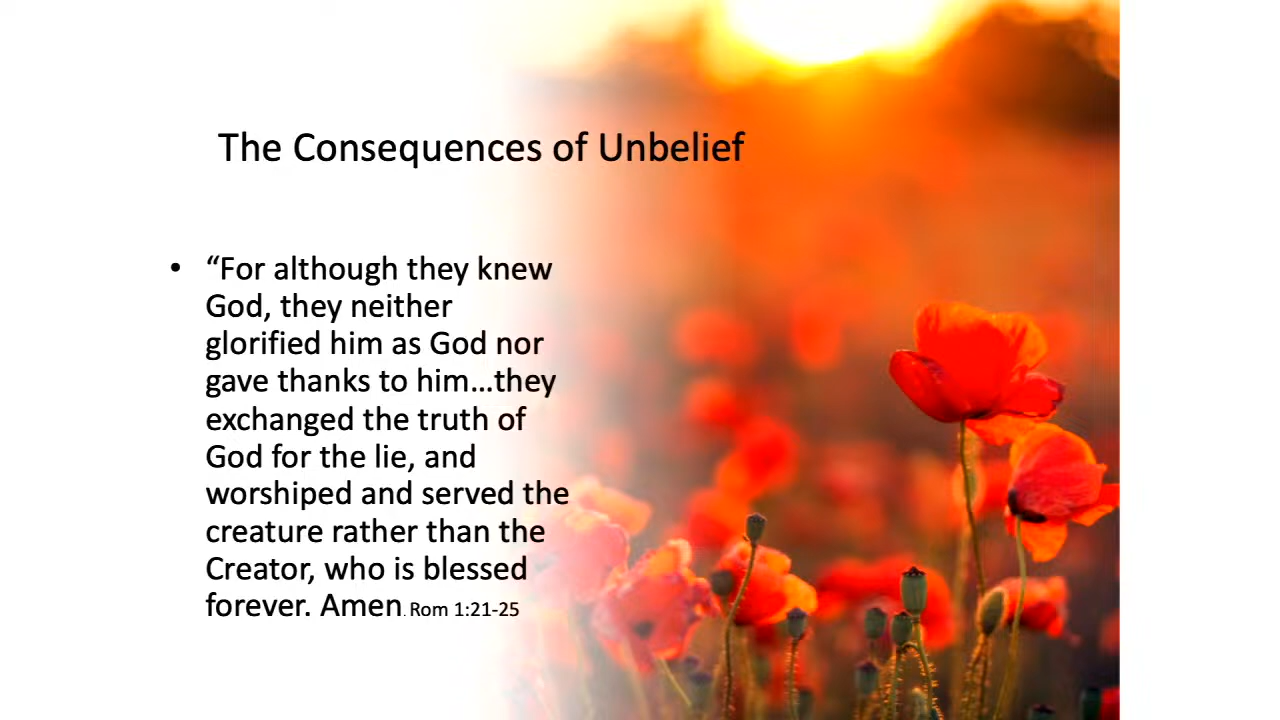 The Consequences of Unbelief
• “For although they knew
God, they neither
glorified him as God nor
gave thanks to him…they
exchanged the truth of
God for the lie, and
worshiped and served the
creature rather than the
Creator, who is blessed
forever. Amen. Rom 1:21-25